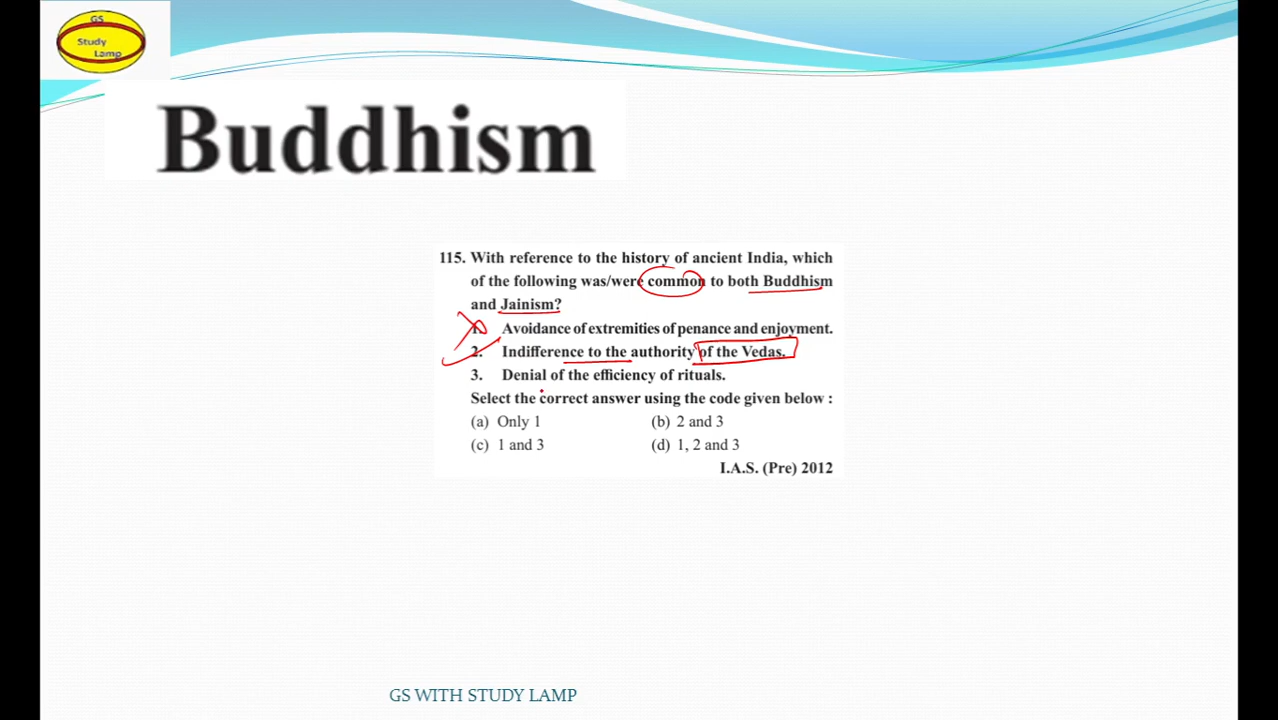 GS
Study
Lamp
Buddhism
115. With reference to the history of ancient India, which
of the following was/were common to both Buddhism
and Jainism?
1. Avoidance of extremities of penance and enjoyment.
2. Indifference to the authority of the Vedas.
3. Denial of the efficiency of rituals.
Select the correct answer using the code given below :
(a) Only 1 (b) 2 and 3
(c) 1 and 3 (d) 1, 2 and 3
I.A.S. (Pre) 2012
GS WITH STUDY LAMP